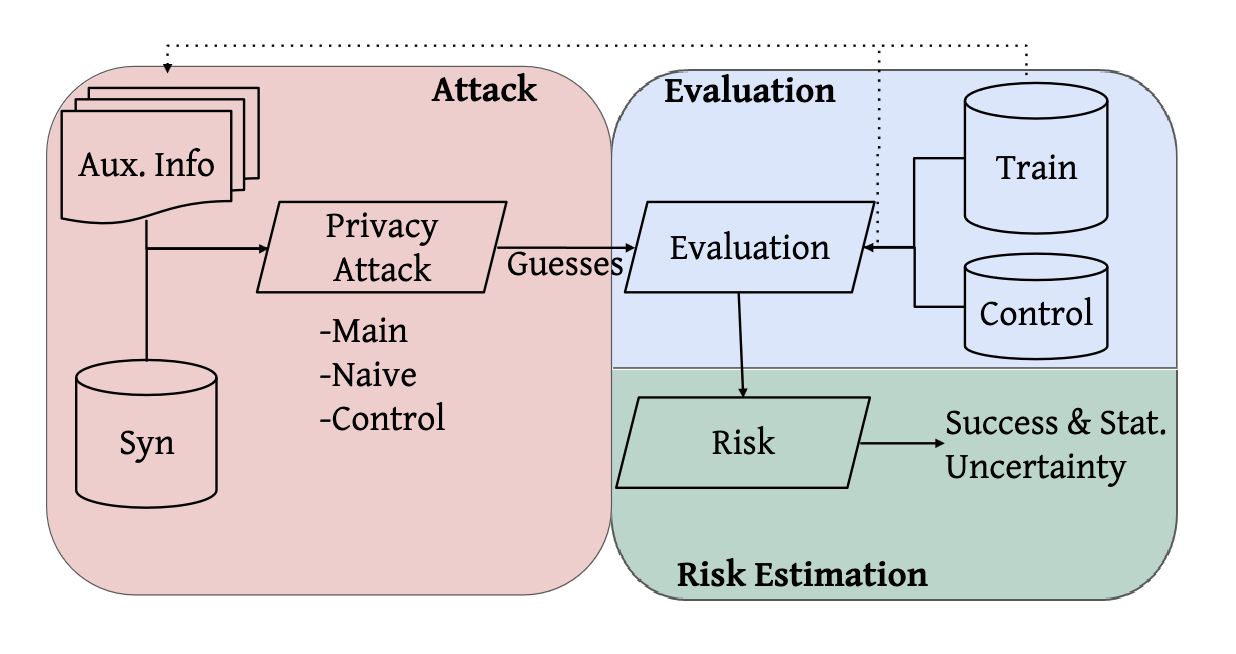 Attack
Evaluation
Aux. Info
Train
Privacy
Attack
Guesses
Evaluation
Control
-Main
-Naive
-Control
Syn
Risk
Success & Stat.
Uncertainty
Risk Estimation